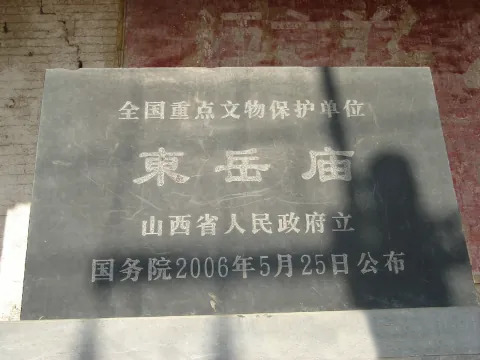 全国重点文物保护单位
東岳庙
山西省人民政府立
国务院2006年5月25日公布